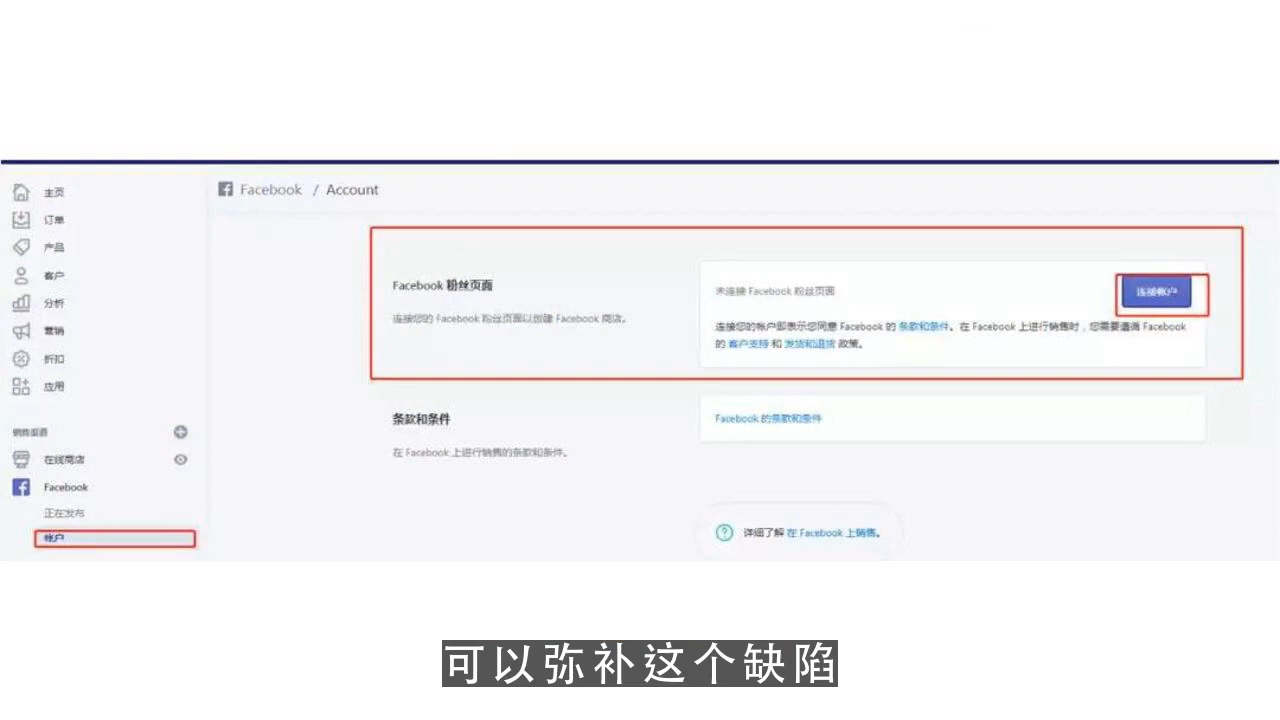 主页
订单
产品
客户
分析
营销
折扣
应用
销售渠道
在线商店
Facebook
正在发布
帐户
Facebook / Account
Facebook 粉丝页面
连接您的 Facebook 粉丝页面以创建 Facebook 商店。
未连接 Facebook 粉丝页面
连接帐户
连接您的帐户即表示您同意 Facebook 的 条款和条件。在 Facebook 上进行销售时，您需要遵循 Facebook
的 客户支持 和 发货和退货 政策。
条款和条件
在 Facebook 上进行销售的条款和条件。
Facebook 的条款和条件
详细了解 在 Facebook 上销售。
可以弥补这个缺陷